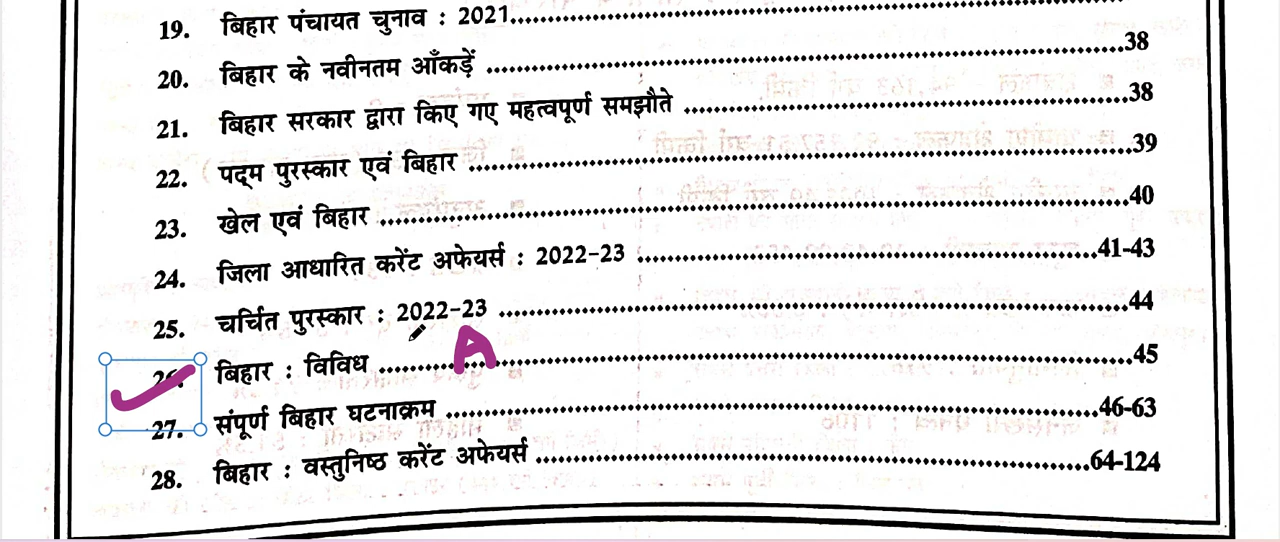 19. बिहार पंचायत चुनाव : 2021
20. बिहार के नवीनतम आँकड़ें ........................38
21. बिहार सरकार द्वारा किए गए महत्वपूर्ण समझौते ........................38
22. पद्म पुरस्कार एवं बिहार ........................39
23. खेल एवं बिहार ........................40
24. जिला आधारित करेंट अफेयर्स : 2022-23 ........................41-43
25. चर्चित पुरस्कार : 2022-23 ........................44
A
26. बिहार : विविध ........................45
27. संपूर्ण बिहार घटनाक्रम ........................46-63
28. बिहार : वस्तुनिष्ठ करेंट अफेयर्स ........................64-124